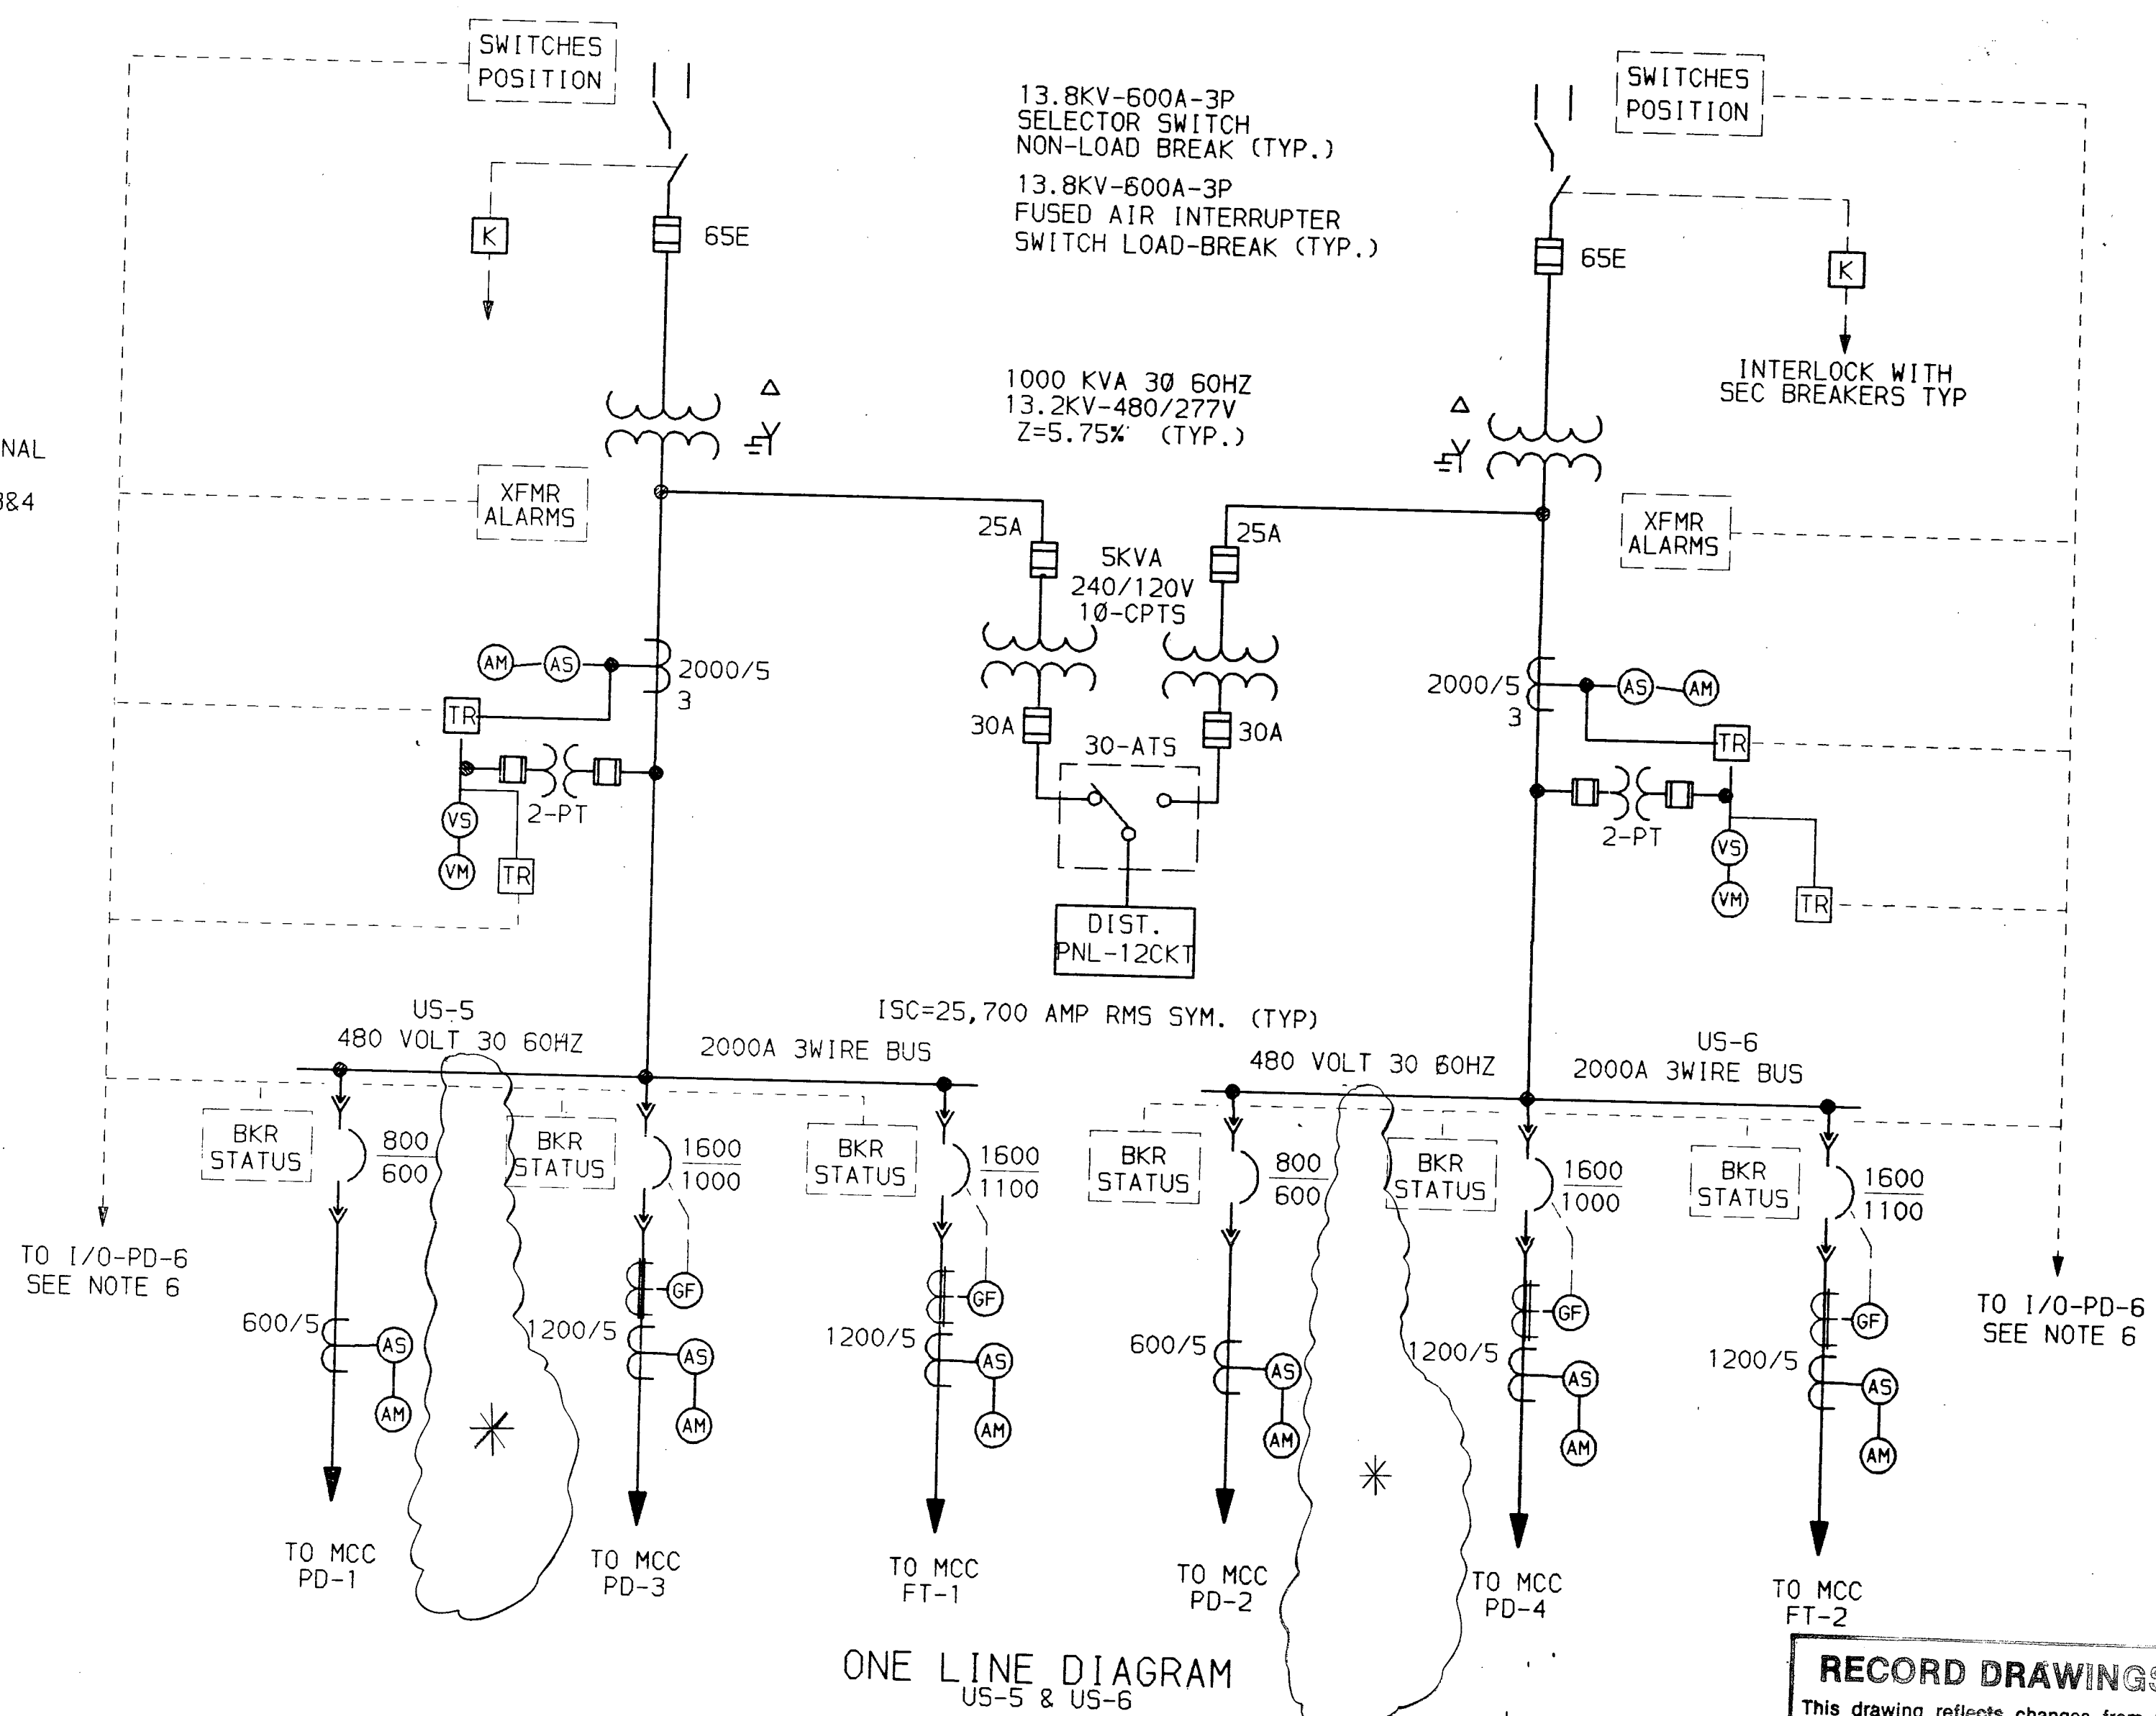 SWITCHES
POSITION
13.8KV-600A-3P
SELECTOR SWITCH
NON-LOAD BREAK (TYP.)
13.8KV-600A-3P
FUSED AIR INTERRUPTER
SWITCH LOAD-BREAK (TYP.)
SWITCHES
POSITION
K
65E
65E
K
INTERLOCK WITH
SEC BREAKERS TYP
1000 KVA 3Ø 60HZ
13.2KV-480/277V
Z=5.75% (TYP.)
Δ
Y
Δ
Y
NAL
3&4
XFMR
ALARMS
XFMR
ALARMS
25A
5KVA
240/120V
1Ø-CPTS
25A
AM
AS
2000/5
3
TR
2-PT
VS
VM
TR
30A
30A
30-ATS
DIST.
PNL-12CKT
2000/5
3
AS
AM
TR
2-PT
VS
VM
TR
ISC=25,700 AMP RMS SYM. (TYP)
US-5
480 VOLT 30 60HZ
2000A 3WIRE BUS
US-6
480 VOLT 30 60HZ
2000A 3WIRE BUS
BKR
STATUS
800
600
BKR
STATUS
1600
1000
BKR
STATUS
1600
1100
BKR
STATUS
800
600
BKR
STATUS
1600
1000
BKR
STATUS
1600
1100
TO I/O-PD-6
SEE NOTE 6
TO I/O-PD-6
SEE NOTE 6
600/5
AS
AM
GF
1200/5
AS
AM
GF
1200/5
AS
AM
600/5
AS
AM
GF
1200/5
AS
AM
GF
1200/5
AS
AM
TO MCC
PD-1
TO MCC
PD-3
TO MCC
FT-1
TO MCC
PD-2
TO MCC
PD-4
TO MCC
FT-2
ONE LINE DIAGRAM
US-5 & US-6
RECORD DRAWINGS
This drawing reflects changes from